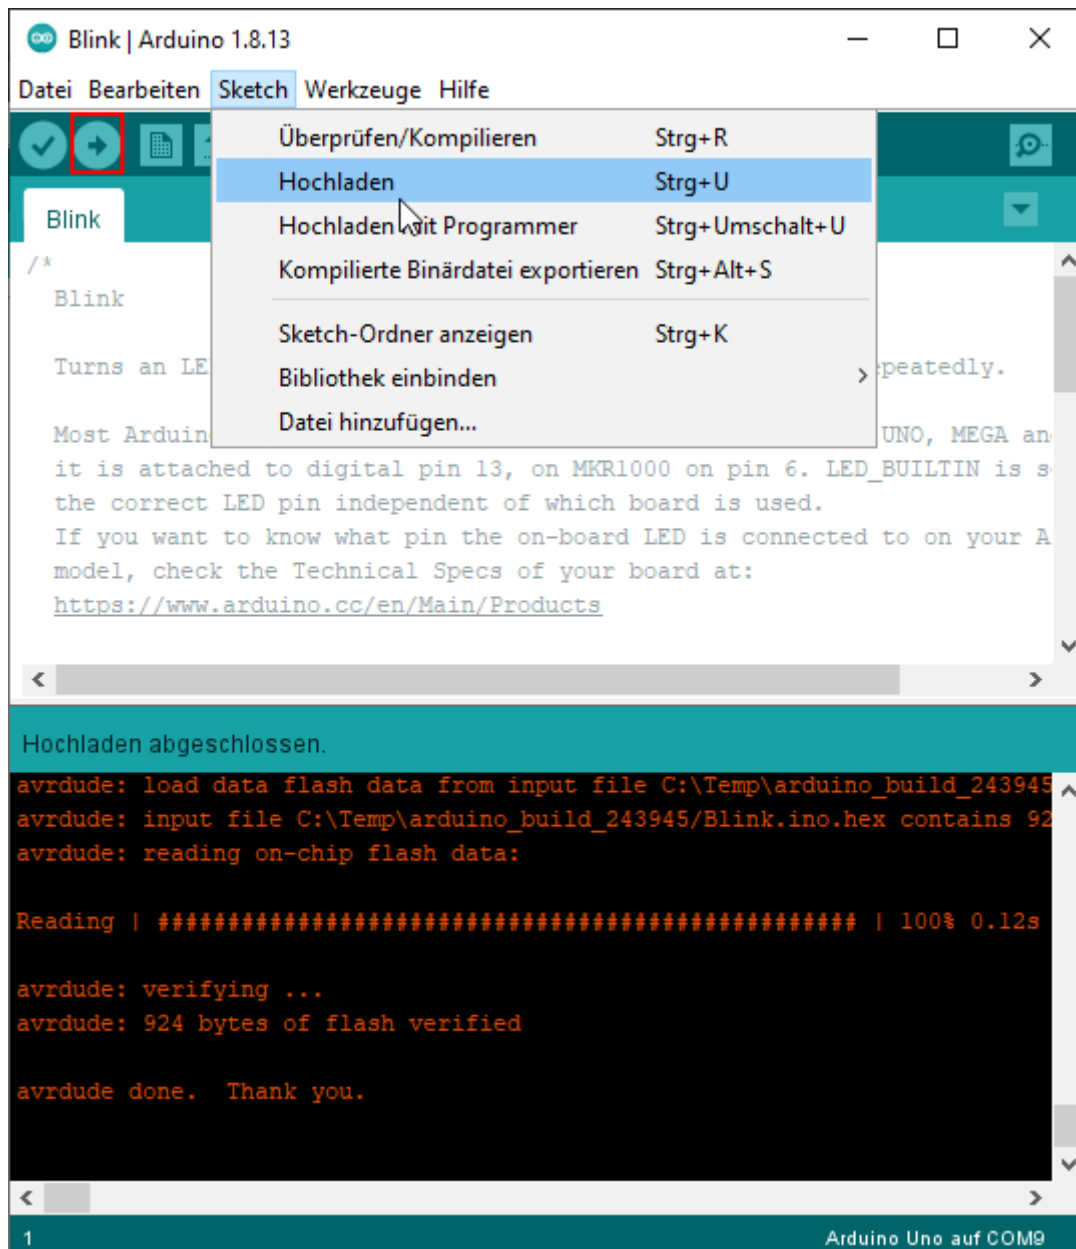 Blink | Arduino 1.8.13
Datei Bearbeiten Sketch Werkzeuge Hilfe
Überprüfen/Kompilieren Strg+R
Hochladen Strg+U
Hochladen mit Programmer Strg+Umschalt+U
Kompilierte Binärdatei exportieren Strg+Alt+S
Sketch-Ordner anzeigen Strg+K
Bibliothek einbinden
Datei hinzufügen...
Blink
/*
Blink
Turns an LE peatedly.
Most Arduin UNO, MEGA an
it is attached to digital pin 13, on MKR1000 on pin 6. LED_BUILTIN is s
the correct LED pin independent of which board is used.
If you want to know what pin the on-board LED is connected to on your A
model, check the Technical Specs of your board at:
https://www.arduino.cc/en/Main/Products
Hochladen abgeschlossen.
avrdude: load data flash data from input file C:\Temp\arduino_build_243945
avrdude: input file C:\Temp\arduino_build_243945/Blink.ino.hex contains 92
avrdude: reading on-chip flash data:
Reading | ################################################## | 100% 0.12s
avrdude: verifying ...
avrdude: 924 bytes of flash verified
avrdude done.  Thank you.
1 Arduino Uno auf COM9